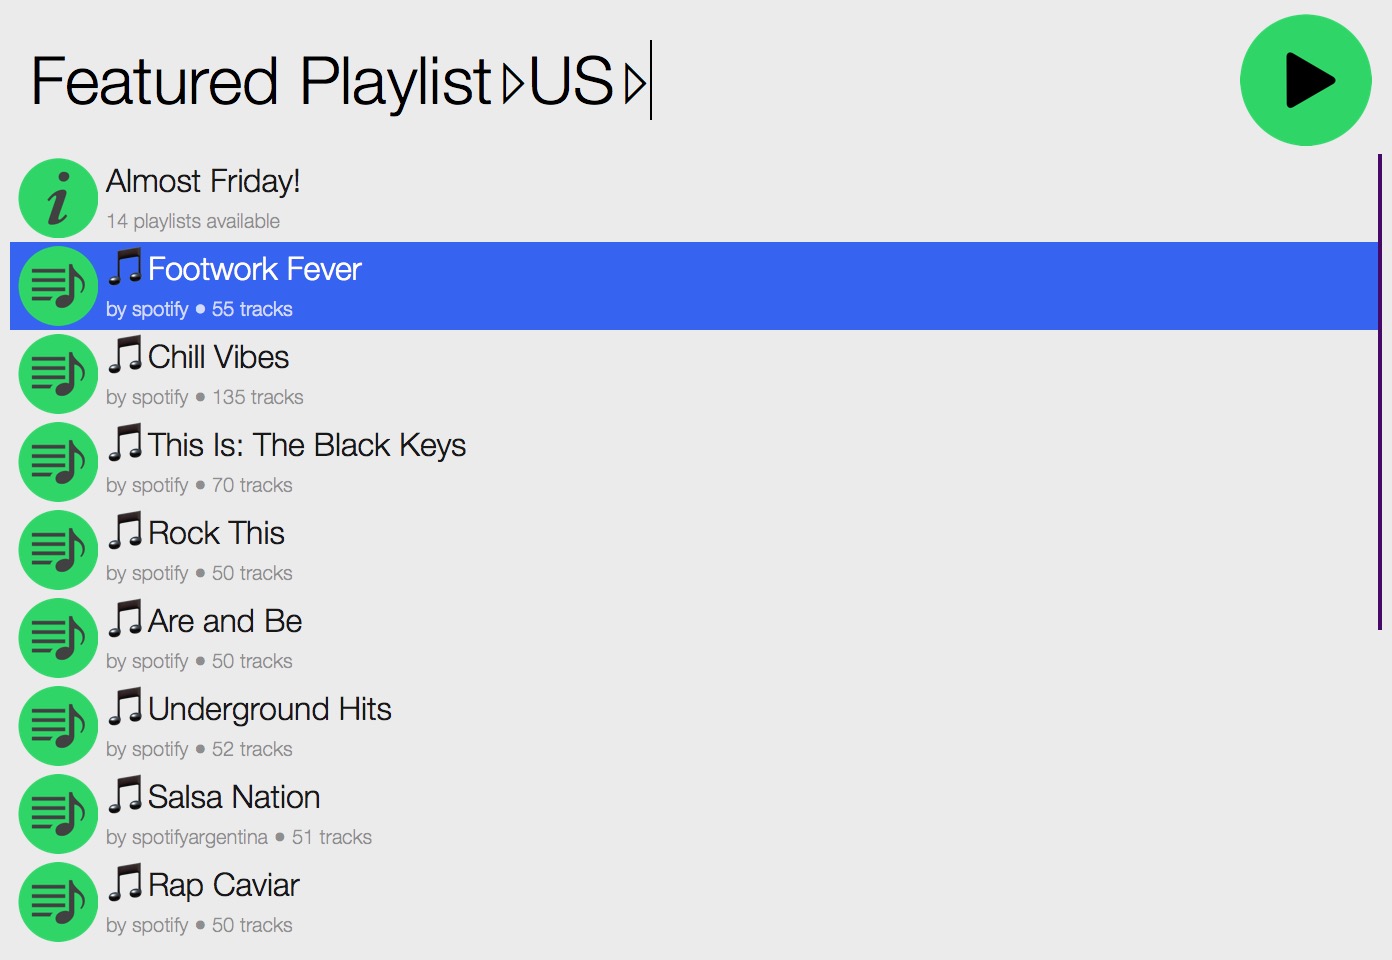 Featured Playlist▹US▹
Almost Friday!
14 playlists available
🎵Footwork Fever
by spotify • 55 tracks
🎵Chill Vibes
by spotify • 135 tracks
🎵This Is: The Black Keys
by spotify • 70 tracks
🎵Rock This
by spotify • 50 tracks
🎵Are and Be
by spotify • 50 tracks
🎵Underground Hits
by spotify • 52 tracks
🎵Salsa Nation
by spotifyargentina • 51 tracks
🎵Rap Caviar
by spotify • 50 tracks